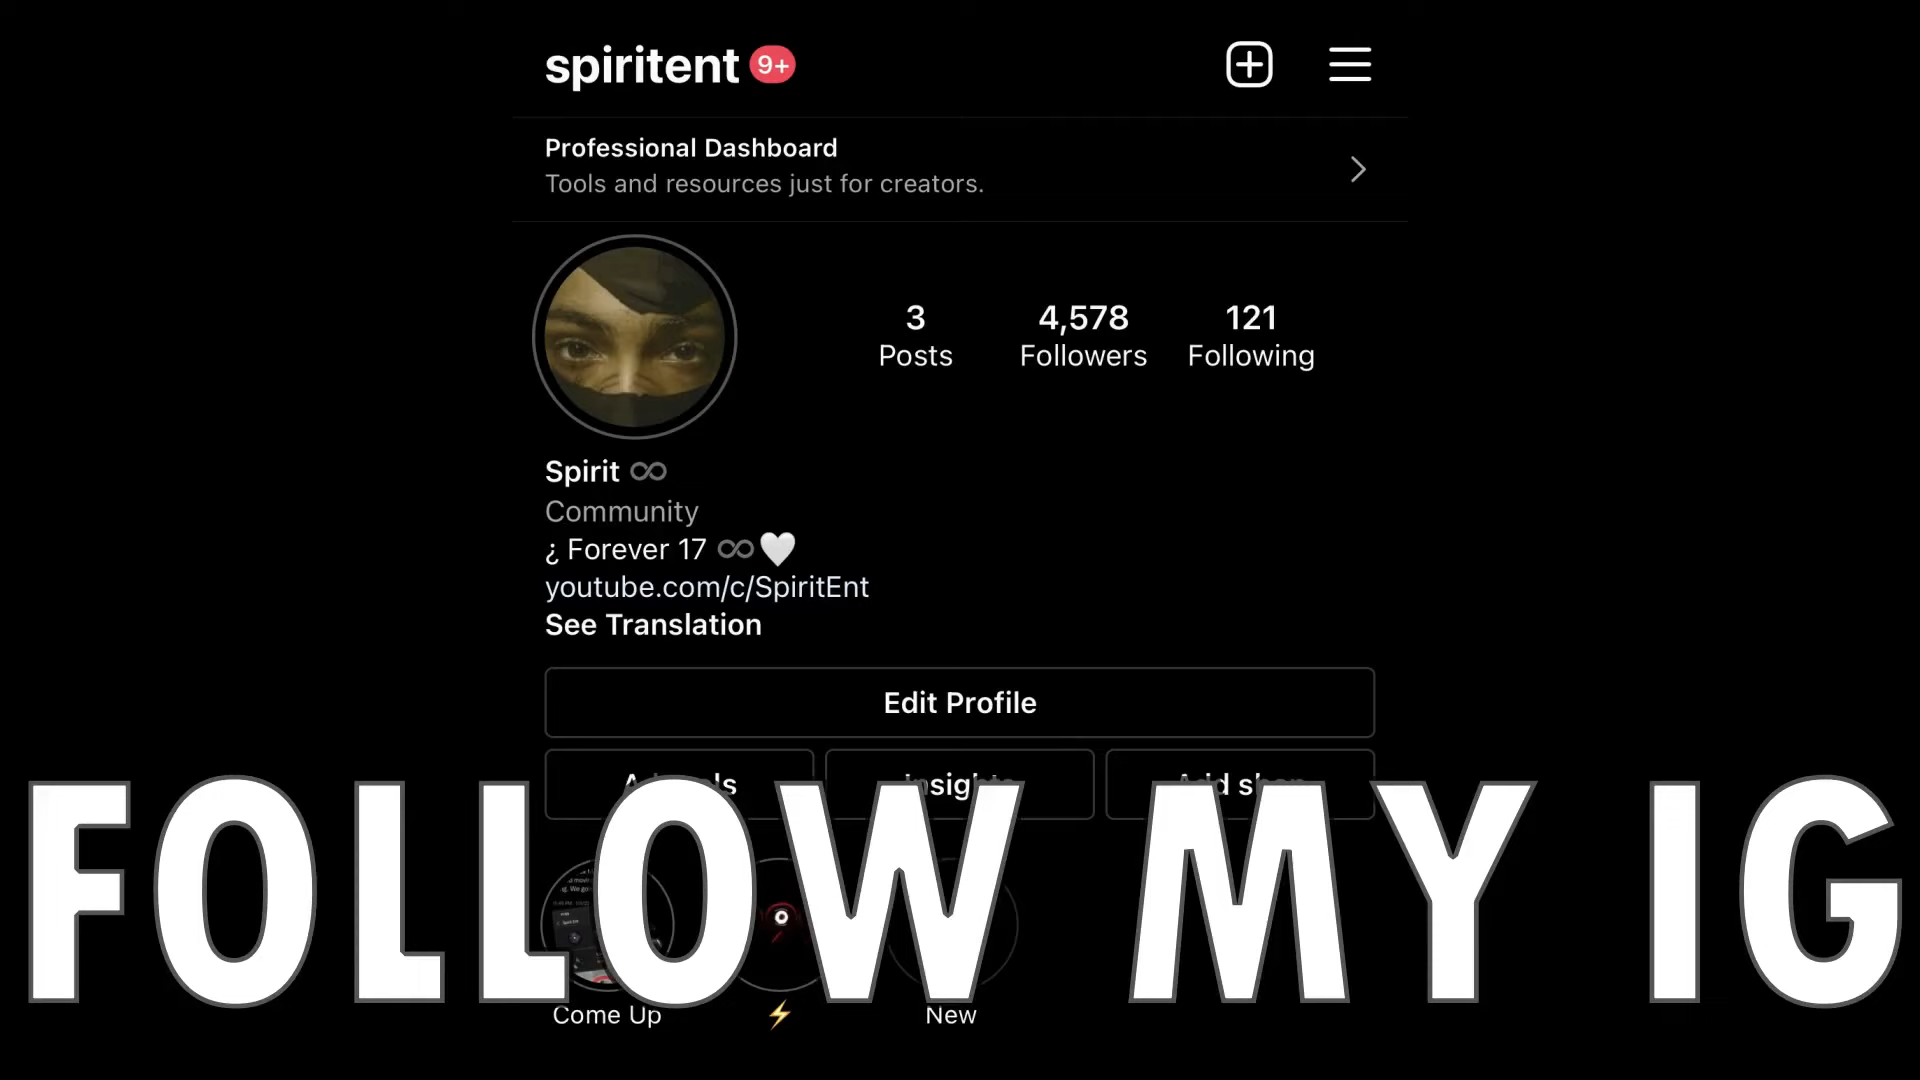 spiritent 9+
Professional Dashboard
Tools and resources just for creators.
3 4,578 121
Posts Followers Following
Spirit ∞
Community
¿ Forever 17 ∞🤍
youtube.com/c/SpiritEnt
See Translation
Edit Profile
FOLLOW MY IG
Come Up ⚡ New